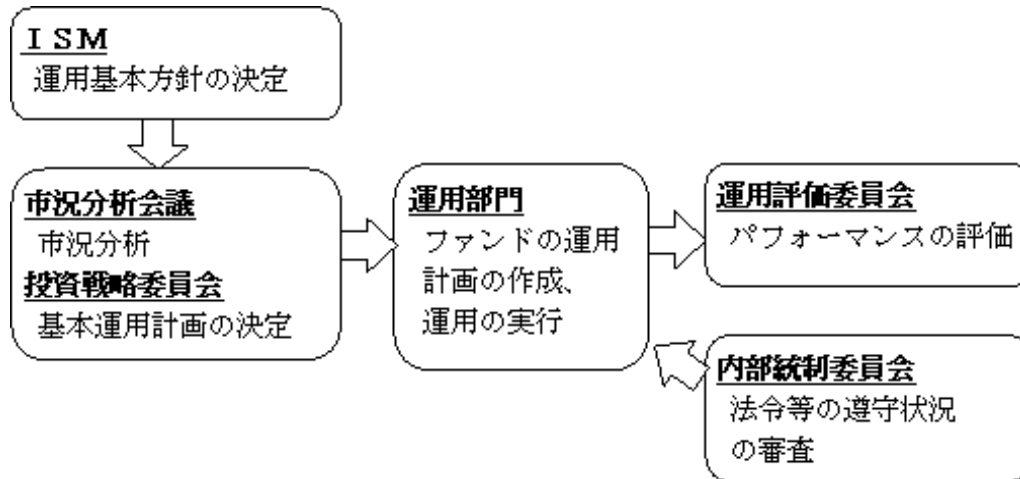 ＩＳＭ
運用基本方針の決定
市況分析会議
市況分析
投資戦略委員会
基本運用計画の決定
運用部門
ファンドの運用
計画の作成、
運用の実行
運用評価委員会
パフォーマンスの評価
内部統制委員会
法令等の遵守状況
の審査